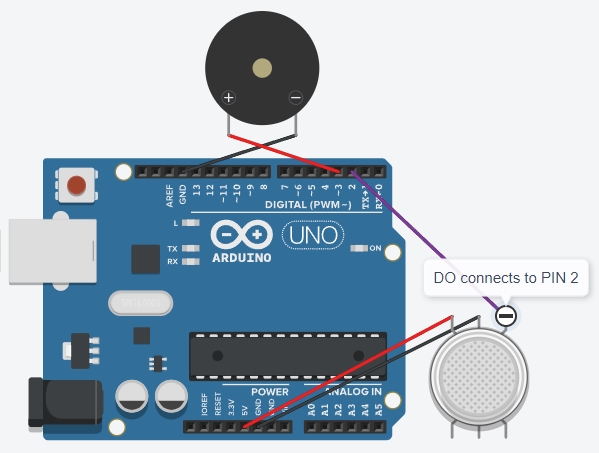 + −
AREF GND 13 12 ~11 ~10 ~9 8 7 ~6 ~5 4 ~3 2 TX→1 RX←0
DIGITAL (PWM~)
L
TX
RX
UNO
ARDUINO
ON
DO connects to PIN 2
POWER ANALOG IN
IOREF RESET 3.3V 5V GND GND A0 A1 A2 A3 A4 A5